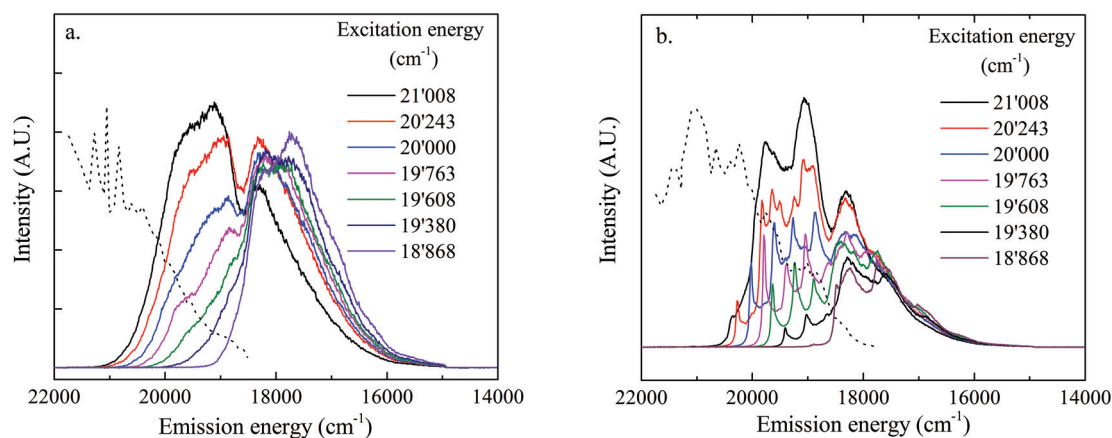 a.
Excitation energy
(cm⁻¹)
21'008
20'243
20'000
19'763
19'608
19'380
18'868
Intensity (A.U.)
22000 20000 18000 16000 14000
Emission energy (cm⁻¹)
b.
Excitation energy
(cm⁻¹)
21'008
20'243
20'000
19'763
19'608
19'380
18'868
Intensity (A.U.)
22000 20000 18000 16000 14000
Emission energy (cm⁻¹)